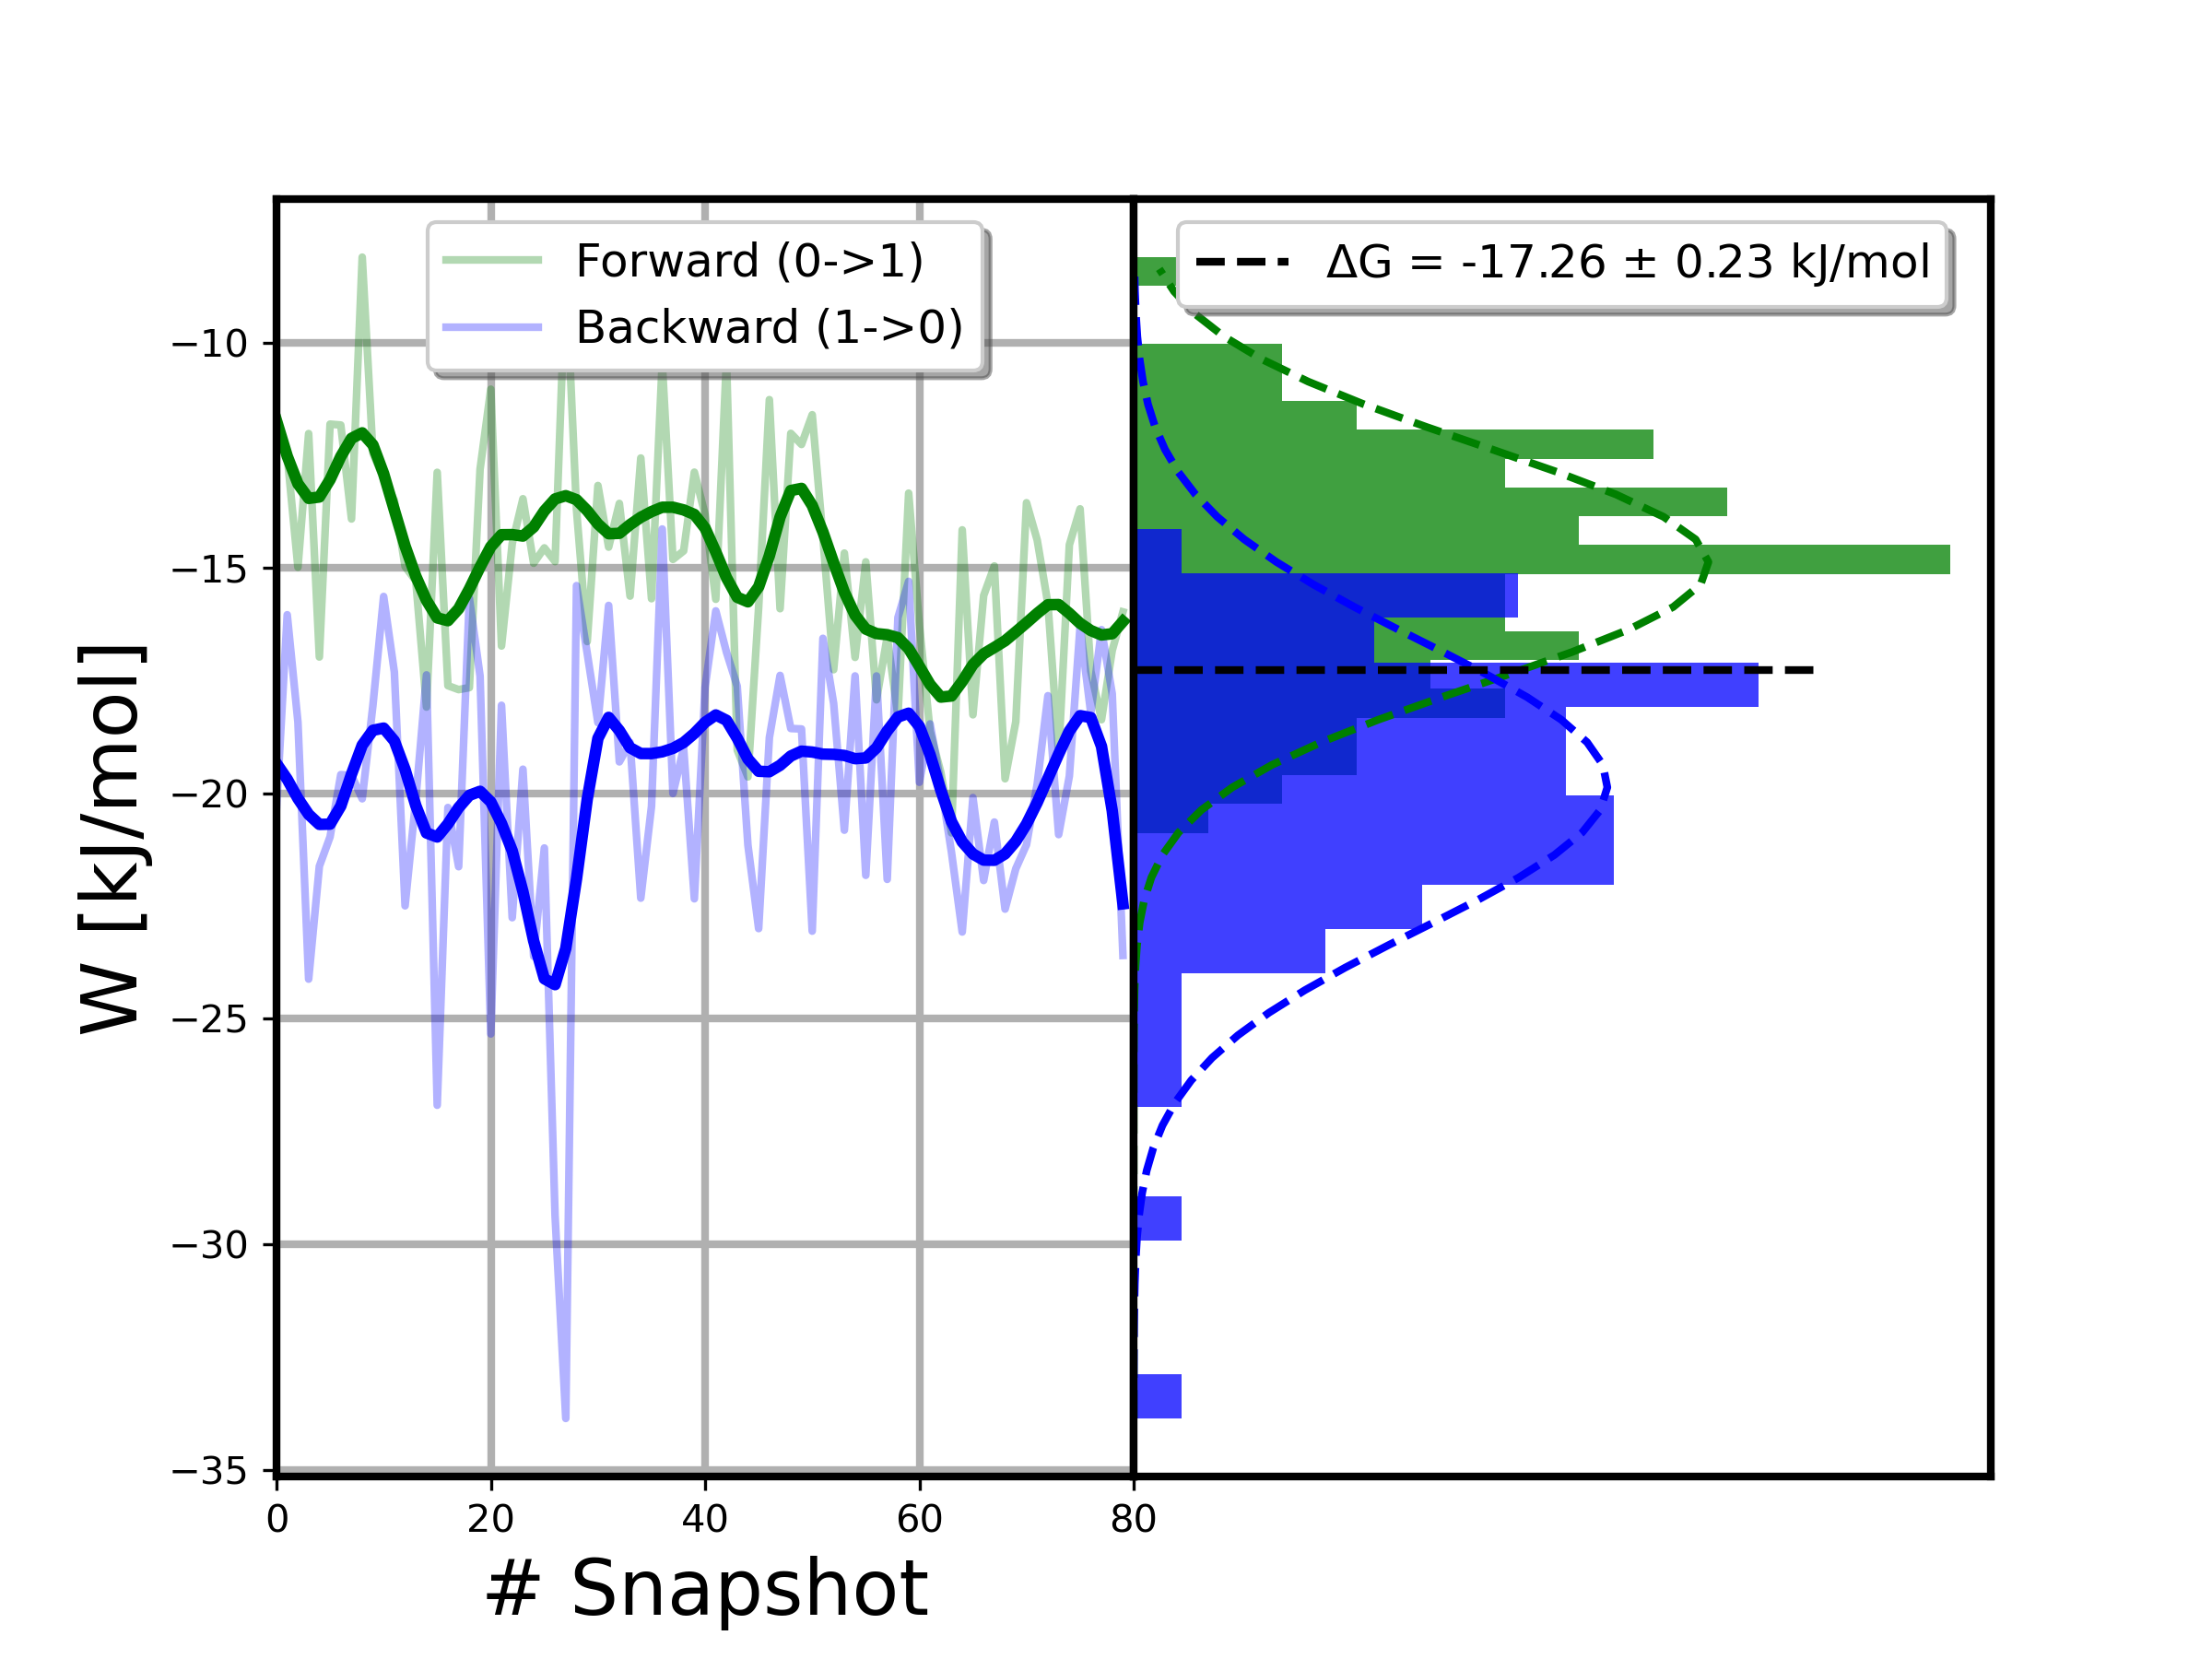 Forward (0->1)
Backward (1->0)
ΔG = -17.26 ± 0.23 kJ/mol
W [kJ/mol]
−10
−15
−20
−25
−30
−35
0 20 40 60 80
# Snapshot